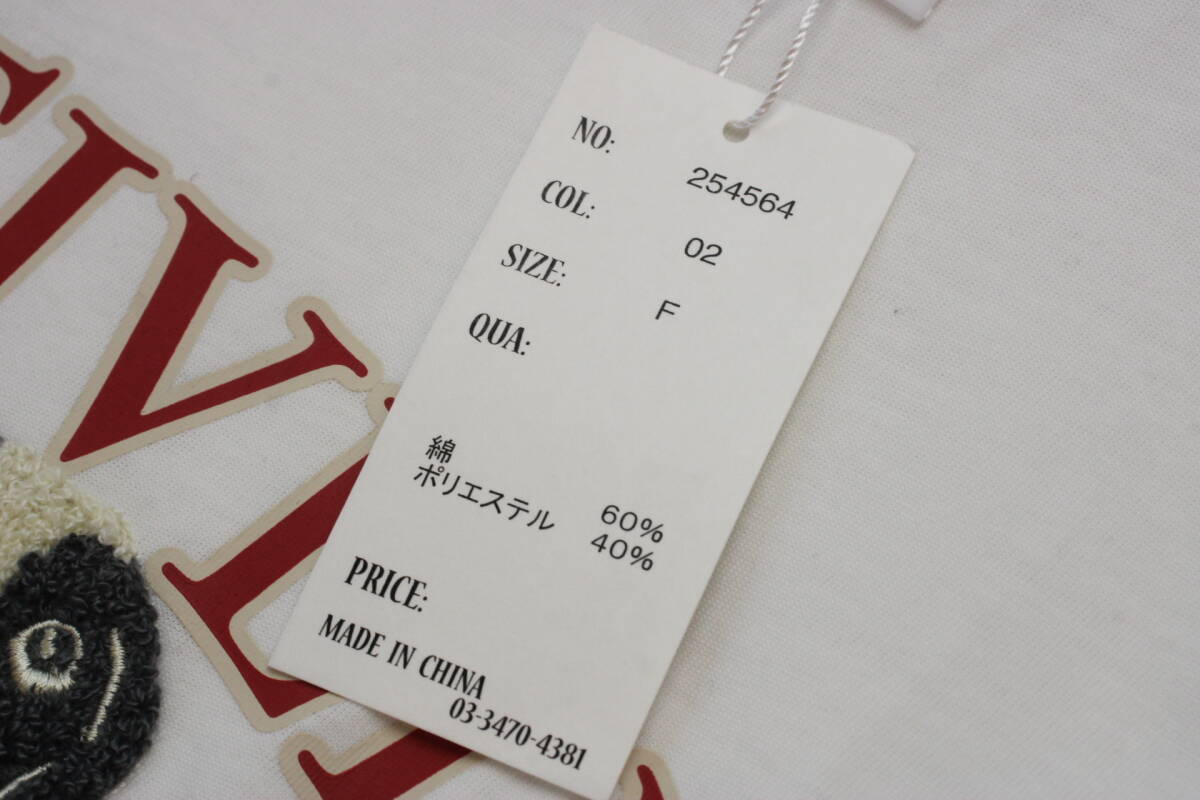 NO: 254564
COL: 02
SIZE: F
QUA:
綿 60%
ポリエステル 40%
PRICE:
MADE IN CHINA
03-3470-4381